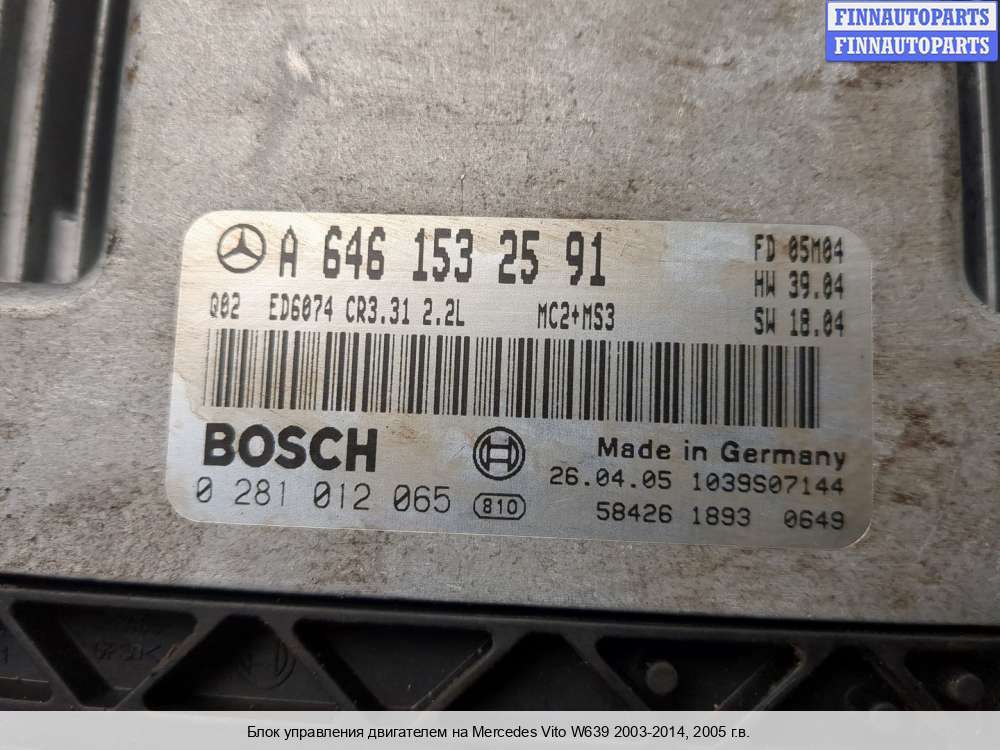 FINNAUTOPARTS
FINNAUTOPARTS
A 646 153 25 91
FD 05M04
HW 39.04
Q02 ED6074 CR3.31 2.2L MC2+MS3
SW 18.04
BOSCH
Made in Germany
26.04.05 1039S07144
0 281 012 065 810
58426 1893 0649
Блок управления двигателем на Mercedes Vito W639 2003-2014, 2005 г.в.